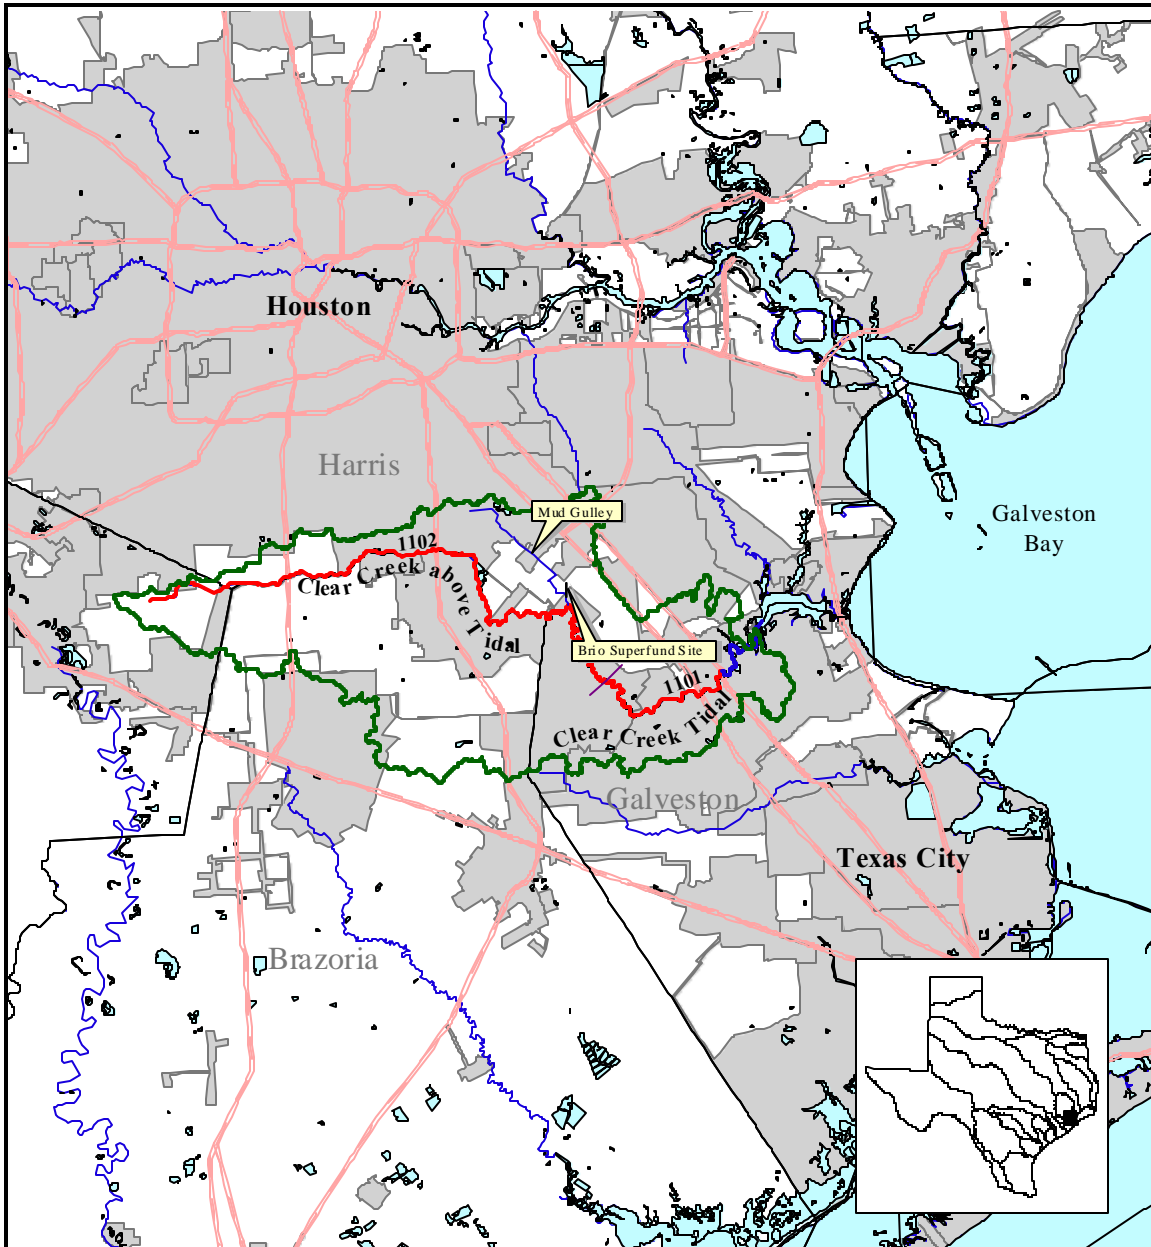 Houston
Harris
Mud Gulley
Galveston
Bay
1102
Clear Creek above Tidal
Brio Superfund Site
1101
Clear Creek Tidal
Galveston
Texas City
Brazoria